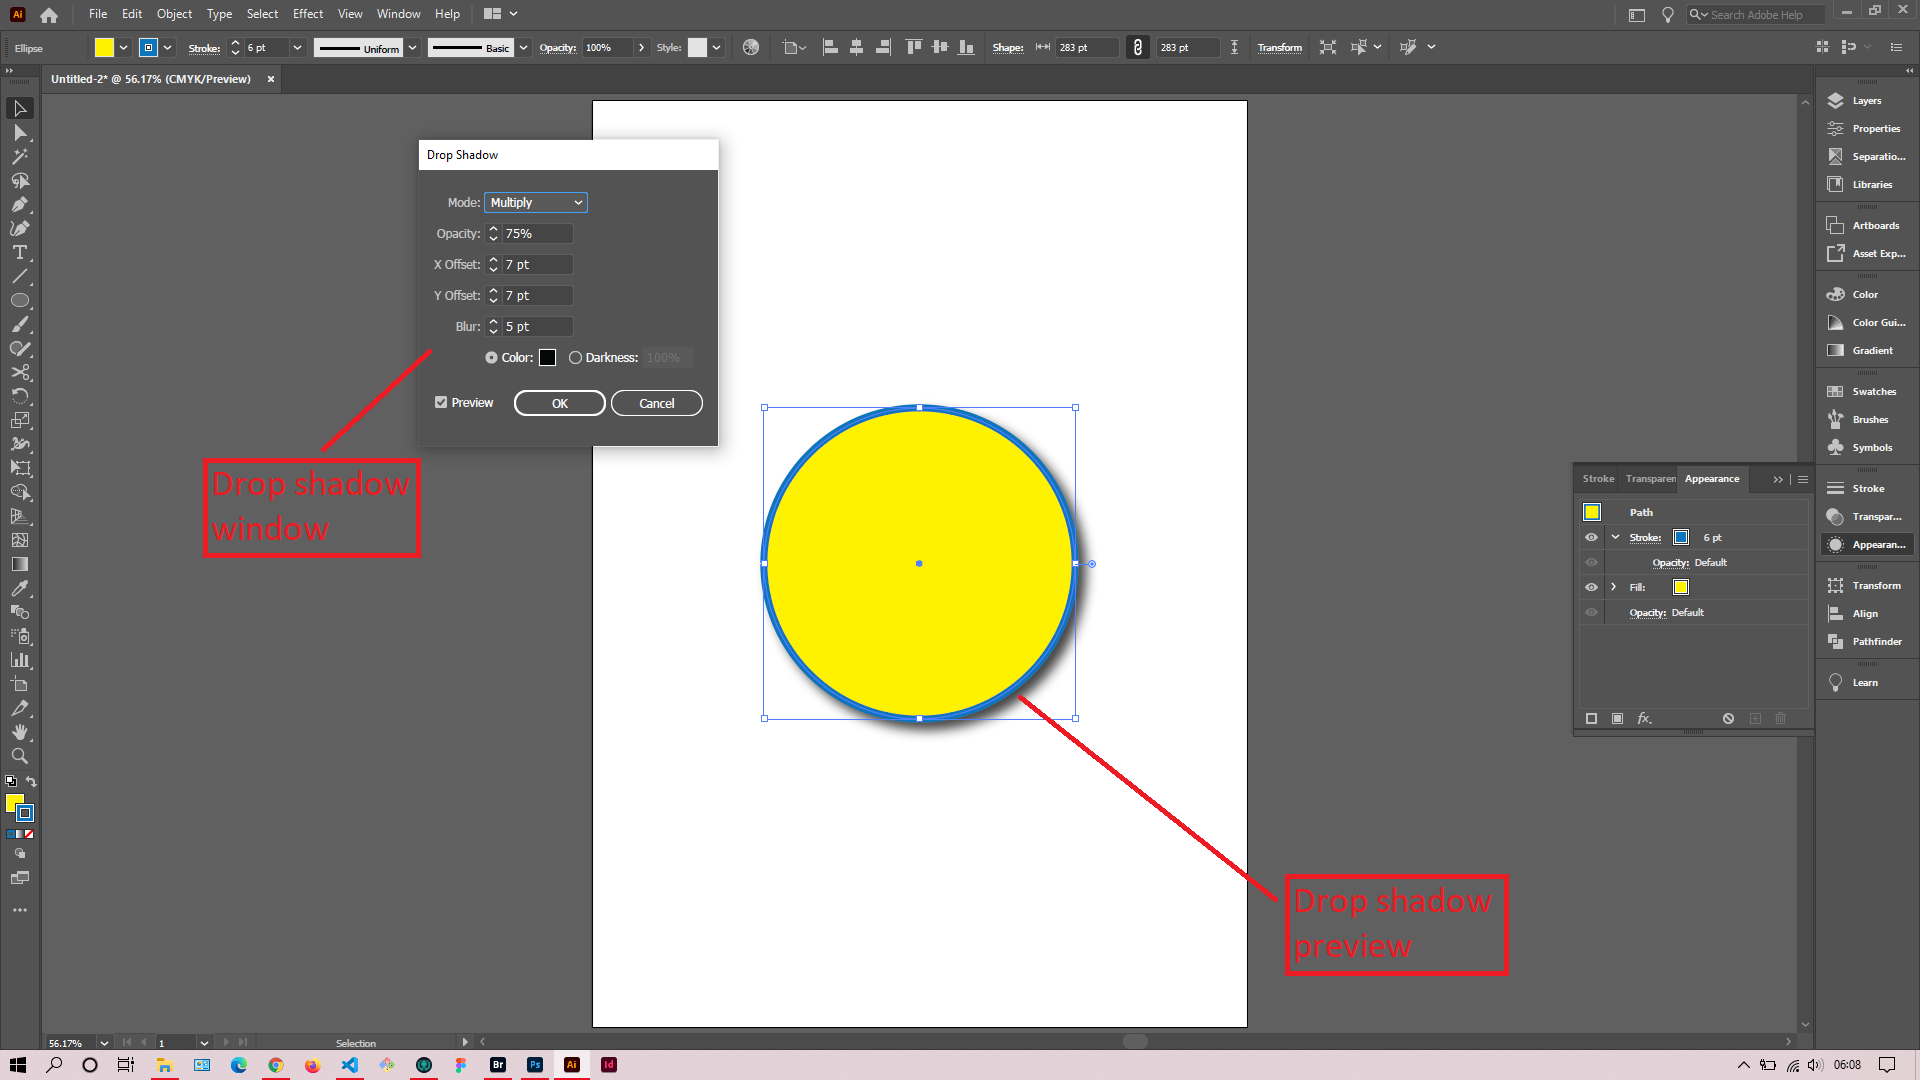 Ai File Edit Object Type Select Effect View Window Help Search Adobe Help
Ellipse Stroke: 6 pt Uniform Basic Opacity: 100% Style: Shape: 283 pt 283 pt Transform
Untitled-2* @ 56.17% (CMYK/Preview)
Drop Shadow
Mode: Multiply
Opacity: 75%
X Offset: 7 pt
Y Offset: 7 pt
Blur: 5 pt
Color: Darkness: 100%
Preview OK Cancel
Drop shadow
window
Drop shadow
preview
Layers
Properties
Separatio...
Libraries
Artboards
Asset Exp...
Color
Color Gui...
Gradient
Swatches
Brushes
Symbols
Stroke
Transpar...
Appearan...
Transform
Align
Pathfinder
Learn
Stroke Transparen Appearance
Path
Stroke: 6 pt
Opacity: Default
Fill:
Opacity: Default
fx.
56.17% 1 Selection
Br Ps Ai Id 06:08